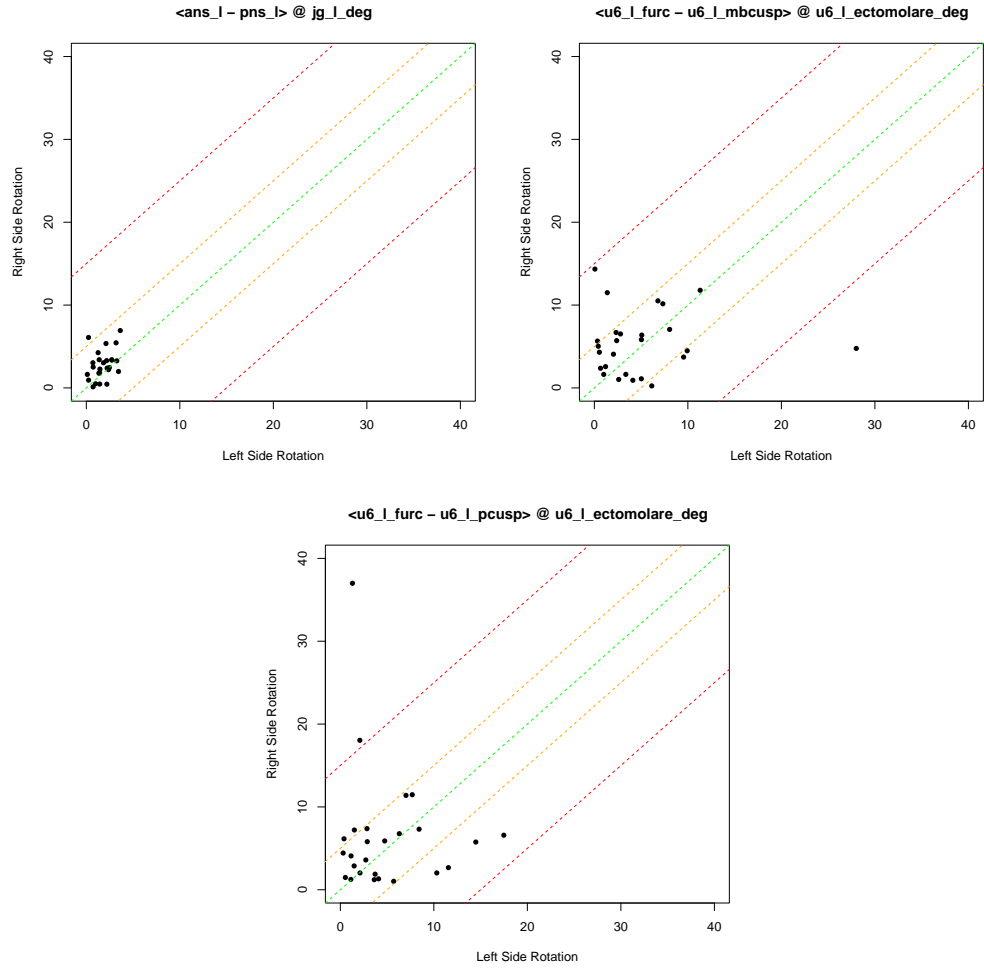 <ans_l − pns_l> @ jg_l_deg
40
30
20
10
0
Right Side Rotation
0 10 20 30 40
Left Side Rotation
<u6_l_furc − u6_l_mbcusp> @ u6_l_ectomolare_deg
40
30
20
10
0
Right Side Rotation
0 10 20 30 40
Left Side Rotation
<u6_l_furc − u6_l_pcusp> @ u6_l_ectomolare_deg
40
30
20
10
0
Right Side Rotation
0 10 20 30 40
Left Side Rotation